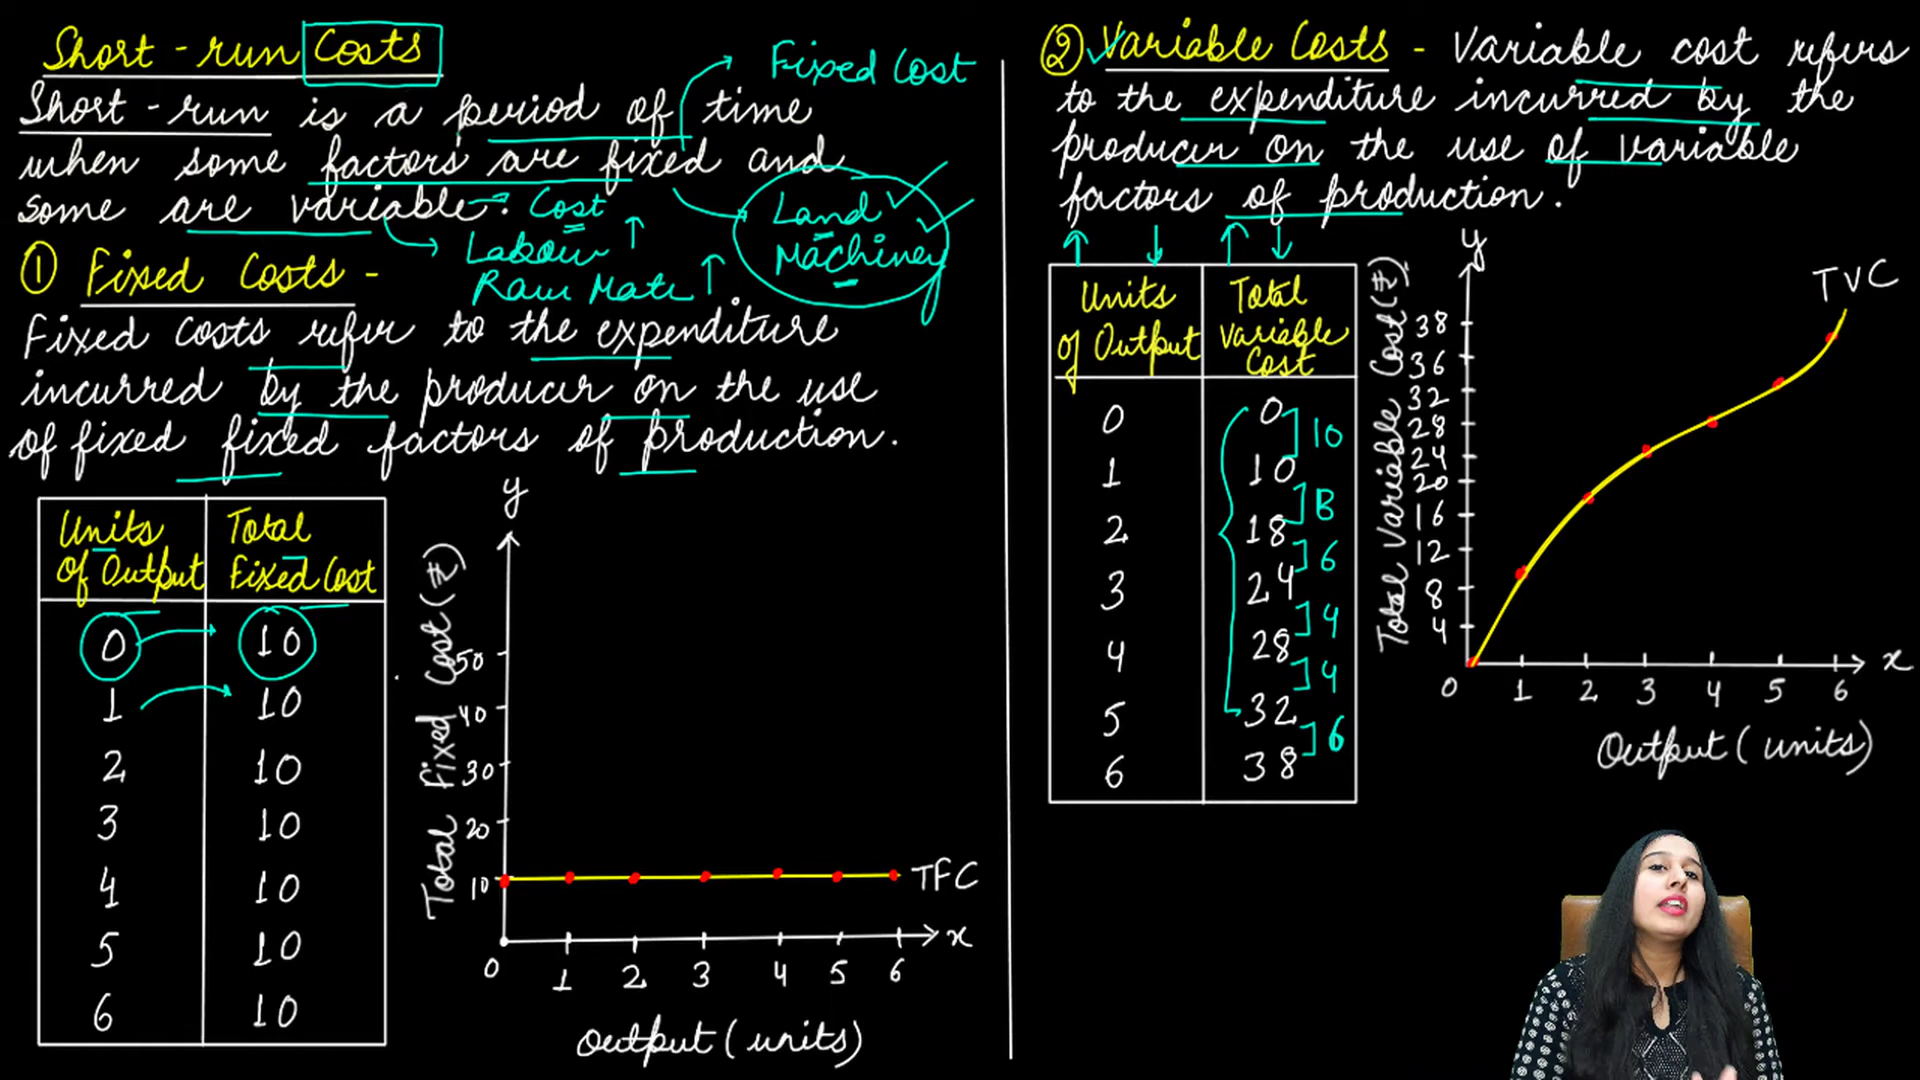 Short-run Costs
Fixed Cost
Short-run is a period of time
when some factors are fixed and
some are variable. Cost
Land
Machinery
Labour ↑
Raw Mate ↑
① Fixed Costs -
Fixed costs refer to the expenditure
incurred by the producer on the use
of fixed fixed factors of production.
Units of Output | Total Fixed Cost
0 | 10
1 | 10
2 | 10
3 | 10
4 | 10
5 | 10
6 | 10
y
Total Fixed Cost (₹)
50
40
30
20
10
TFC
x
0 1 2 3 4 5 6
Output (units)
② Variable Costs - Variable cost refers
to the expenditure incurred by the
producer on the use of variable
factors of production.
↑ ↓ ↑ ↓
Units of Output | Total Variable Cost
0 | 0
10
1 | 10
8
2 | 18
6
3 | 24
4
4 | 28
4
5 | 32
6
6 | 38
y
Total Variable Cost (₹)
TVC
38
36
32
28
24
20
16
12
8
4
x
0 1 2 3 4 5 6
Output (units)